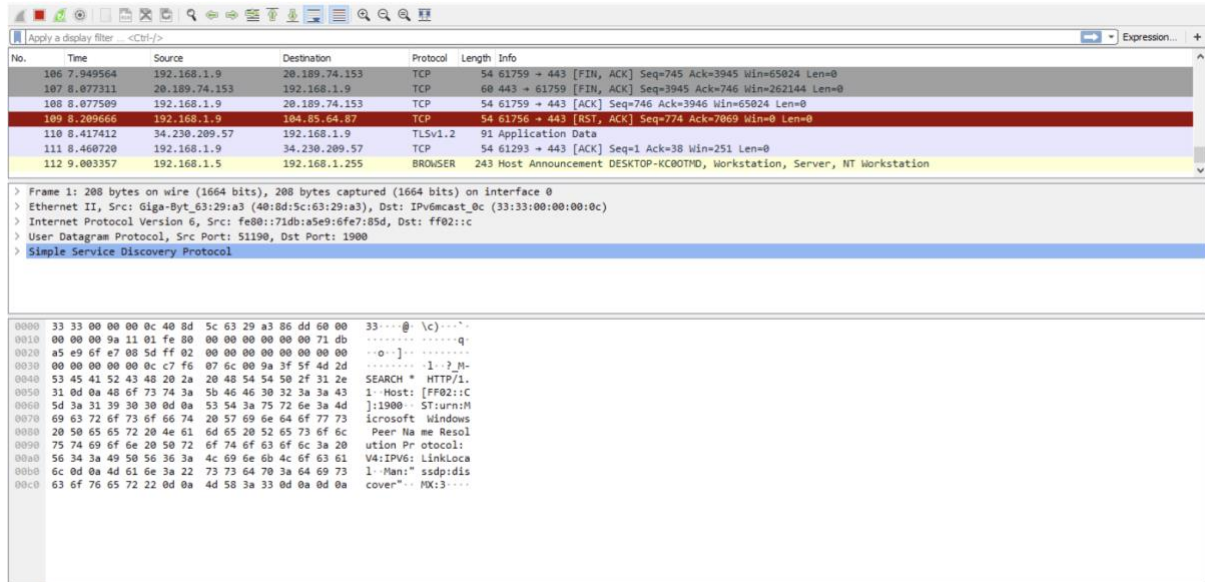 Apply a display filter ... <Ctrl-/>
Expression... +
No. Time Source Destination Protocol Length Info
106 7.949564 192.168.1.9 20.189.74.153 TCP 54 61759 → 443 [FIN, ACK] Seq=745 Ack=3945 Win=65024 Len=0
107 8.077311 20.189.74.153 192.168.1.9 TCP 60 443 → 61759 [FIN, ACK] Seq=3945 Ack=746 Win=262144 Len=0
108 8.077509 192.168.1.9 20.189.74.153 TCP 54 61759 → 443 [ACK] Seq=746 Ack=3946 Win=65024 Len=0
109 8.209666 192.168.1.9 104.85.64.87 TCP 54 61756 → 443 [RST, ACK] Seq=774 Ack=7069 Win=0 Len=0
110 8.417412 34.230.209.57 192.168.1.9 TLSv1.2 91 Application Data
111 8.460720 192.168.1.9 34.230.209.57 TCP 54 61293 → 443 [ACK] Seq=1 Ack=38 Win=251 Len=0
112 9.003357 192.168.1.5 192.168.1.255 BROWSER 243 Host Announcement DESKTOP-KC0OTMD, Workstation, Server, NT Workstation
> Frame 1: 208 bytes on wire (1664 bits), 208 bytes captured (1664 bits) on interface 0
> Ethernet II, Src: Giga-Byt_63:29:a3 (40:8d:5c:63:29:a3), Dst: IPv6mcast_0c (33:33:00:00:00:0c)
> Internet Protocol Version 6, Src: fe80::71db:a5e9:6fe7:85d, Dst: ff02::c
> User Datagram Protocol, Src Port: 51190, Dst Port: 1900
> Simple Service Discovery Protocol
0000 33 33 00 00 00 0c 40 8d 5c 63 29 a3 86 dd 60 00 33····@· \c)···`·
0010 00 00 00 9a 11 01 fe 80 00 00 00 00 00 00 71 db ········ ······q·
0020 a5 e9 6f e7 08 5d ff 02 00 00 00 00 00 00 00 00 ··o··]·· ········
0030 00 00 00 00 00 0c c7 f6 07 6c 00 9a 3f 5f 4d 2d ········ ·l··?_M-
0040 53 45 41 52 43 48 20 2a 20 48 54 54 50 2f 31 2e SEARCH * HTTP/1.
0050 31 0d 0a 48 6f 73 74 3a 5b 46 46 30 32 3a 3a 43 1··Host: [FF02::C
0060 5d 3a 31 39 30 30 0d 0a 53 54 3a 75 72 6e 3a 4d ]:1900·· ST:urn:M
0070 69 63 72 6f 73 6f 66 74 20 57 69 6e 64 6f 77 73 icrosoft Windows
0080 20 50 65 65 72 20 4e 61 6d 65 20 52 65 73 6f 6c Peer Na me Resol
0090 75 74 69 6f 6e 20 50 72 6f 74 6f 63 6f 6c 3a 20 ution Pr otocol:
00a0 56 34 3a 49 50 56 36 3a 4c 69 6e 6b 4c 6f 63 61 V4:IPV6: LinkLoca
00b0 6c 0d 0a 4d 61 6e 3a 22 73 73 64 70 3a 64 69 73 l··Man:" ssdp:dis
00c0 63 6f 76 65 72 22 0d 0a 4d 58 3a 33 0d 0a 0d 0a cover"·· MX:3····